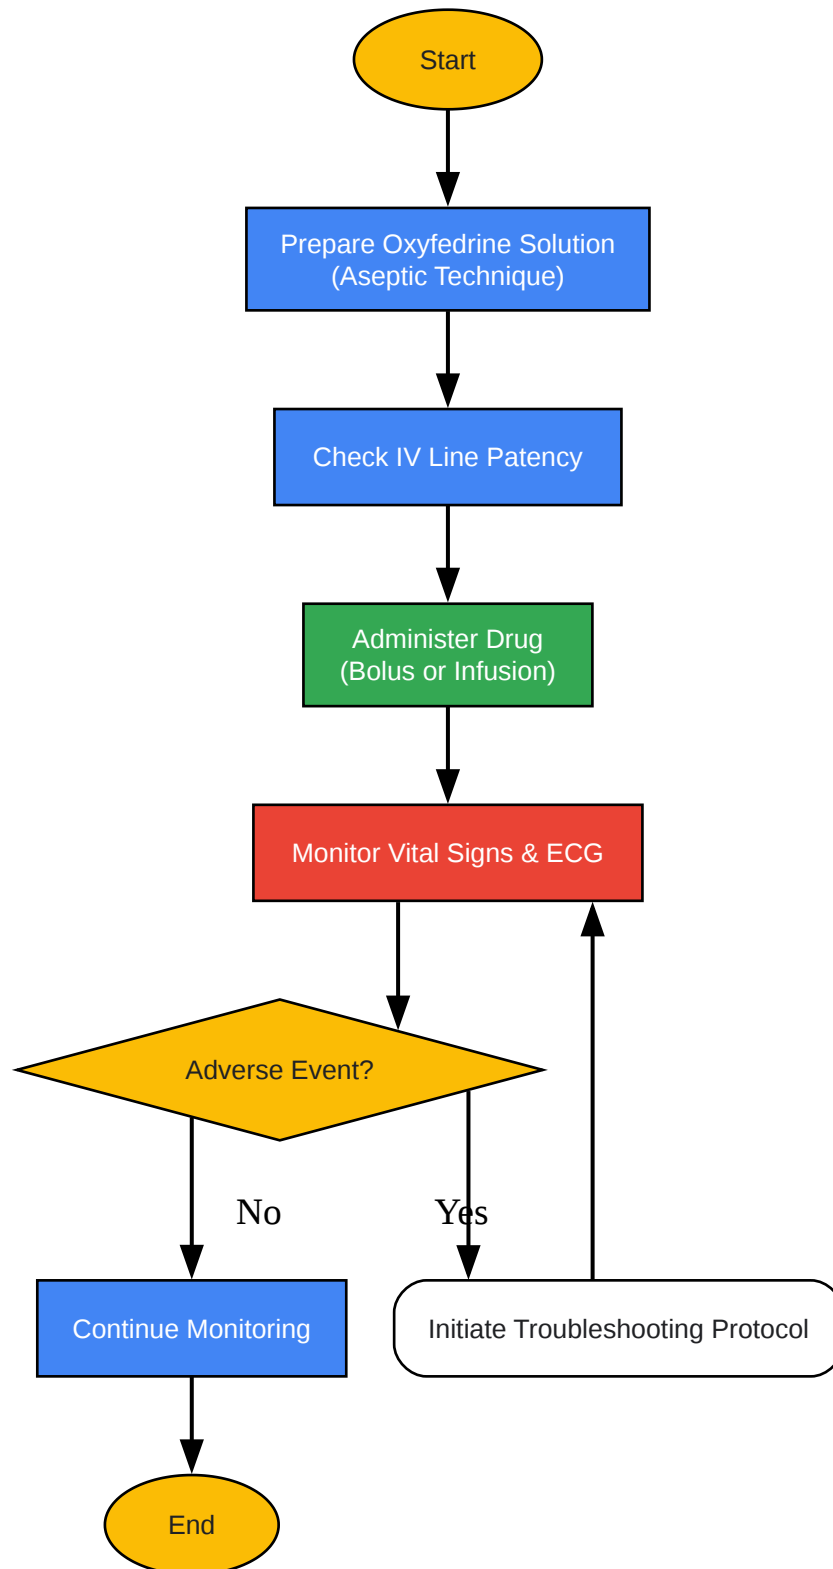 Start
Prepare Oxyfedrine Solution
(Aseptic Technique)
Check IV Line Patency
Administer Drug
(Bolus or Infusion)
Monitor Vital Signs & ECG
Adverse Event?
No
Yes
Continue Monitoring
Initiate Troubleshooting Protocol
End